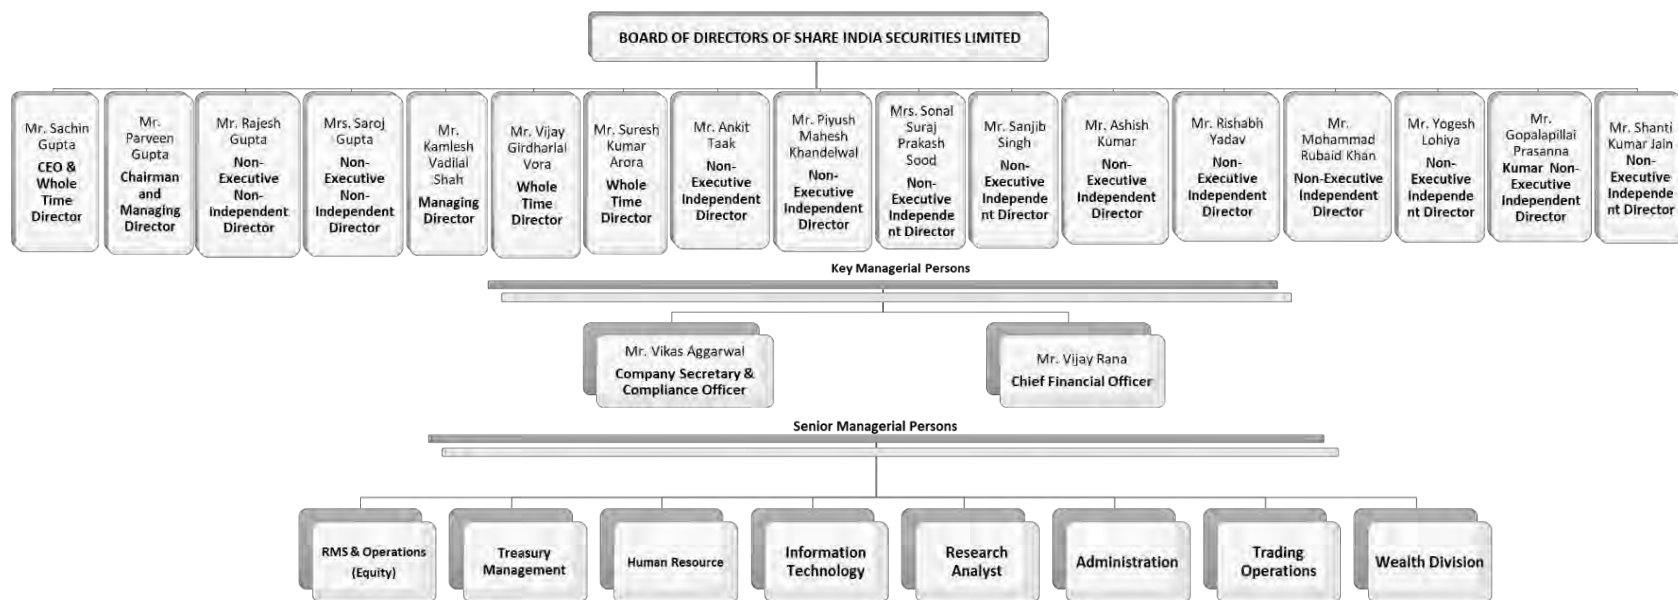 BOARD OF DIRECTORS OF SHARE INDIA SECURITIES LIMITED
Mr. Sachin
Gupta
CEO &
Whole
Time
Director
Mr.
Parveen
Gupta
Chairman
and
Managing
Director
Mr. Rajesh
Gupta
Non-
Executive
Non-
Independent
Director
Mrs. Saroj
Gupta
Non-
Executive
Non-
Independent
Director
Mr.
Kamlesh
Vadilal
Shah
Managing
Director
Mr. Vijay
Girdharlal
Vora
Whole
Time
Director
Mr. Suresh
Kumar
Arora
Whole
Time
Director
Mr. Ankit
Taak
Non-
Executive
Independent
Director
Mr. Piyush
Mahesh
Khandelwal
Non-
Executive
Independent
Director
Mrs. Sonal
Suraj
Prakash
Sood
Non-
Executive
Independe
nt Director
Mr. Sanjib
Singh
Non-
Executive
Independe
nt Director
Mr. Ashish
Kumar
Non-
Executive
Independent
Director
Mr. Rishabh
Yadav
Non-
Executive
Independent
Director
Mr.
Mohammad
Rubaid Khan
Non-Executive
Independent
Director
Mr. Yogesh
Lohiya
Non-
Executive
Independe
nt Director
Mr.
Gopalapillai
Prasanna
Kumar Non-
Executive
Independent
Director
Mr. Shanti
Kumar Jain
Non-
Executive
Independe
nt Director
Key Managerial Persons
Mr. Vikas Aggarwal
Company Secretary &
Compliance Officer
Mr. Vijay Rana
Chief Financial Officer
Senior Managerial Persons
RMS & Operations
(Equity)
Treasury
Management
Human Resource
Information
Technology
Research
Analyst
Administration
Trading
Operations
Wealth Division